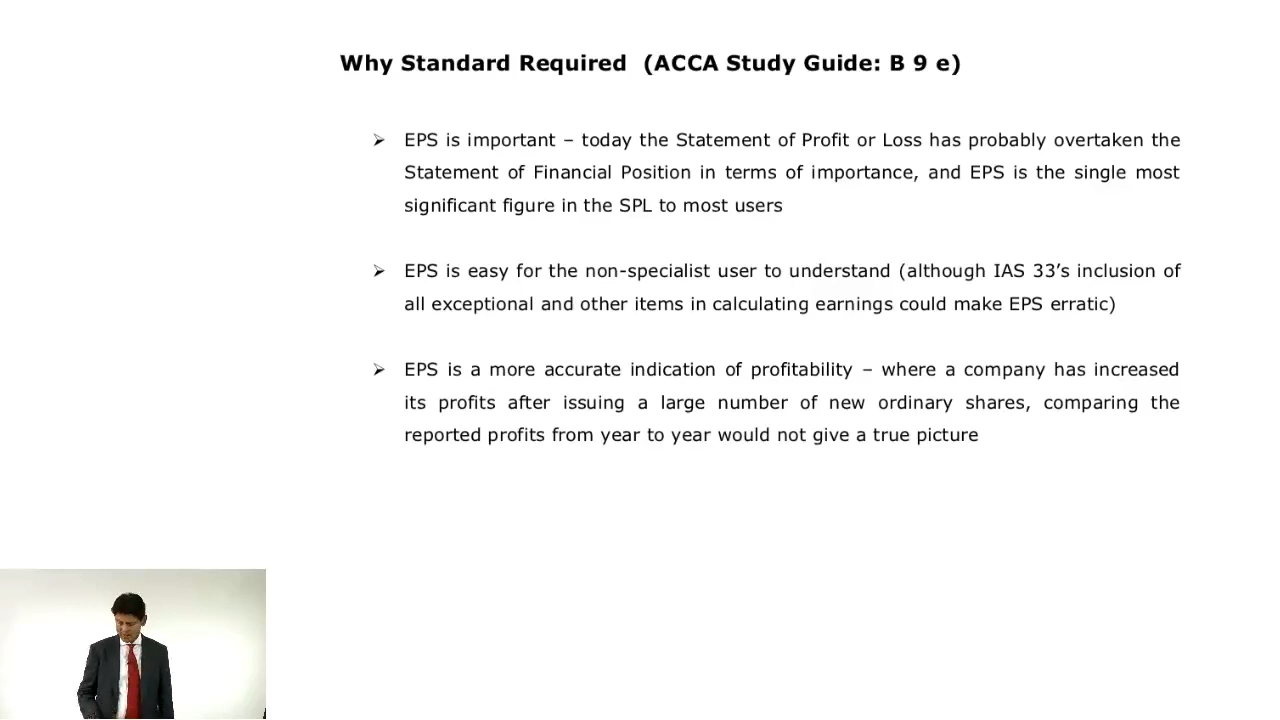 Why Standard Required (ACCA Study Guide: B 9 e)
➢ EPS is important – today the Statement of Profit or Loss has probably overtaken the
Statement of Financial Position in terms of importance, and EPS is the single most
significant figure in the SPL to most users
➢ EPS is easy for the non-specialist user to understand (although IAS 33’s inclusion of
all exceptional and other items in calculating earnings could make EPS erratic)
➢ EPS is a more accurate indication of profitability – where a company has increased
its profits after issuing a large number of new ordinary shares, comparing the
reported profits from year to year would not give a true picture